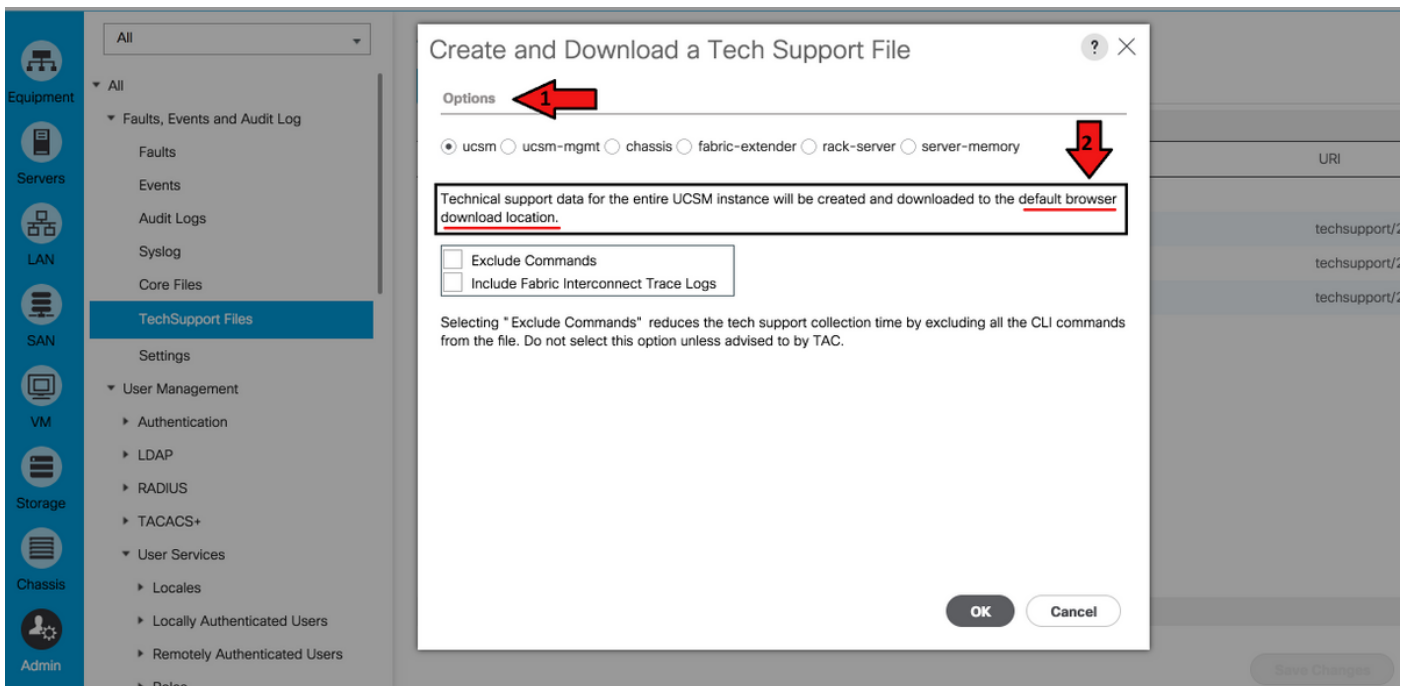 Equipment
Servers
LAN
SAN
VM
Storage
Chassis
Admin
All
All
Faults, Events and Audit Log
Faults
Events
Audit Logs
Syslog
Core Files
TechSupport Files
Settings
User Management
Authentication
LDAP
RADIUS
TACACS+
User Services
Locales
Locally Authenticated Users
Remotely Authenticated Users
Create and Download a Tech Support File
?
Options
1
ucsm ucsm-mgmt chassis fabric-extender rack-server server-memory
2
Technical support data for the entire UCSM instance will be created and downloaded to the default browser
download location.
Exclude Commands
Include Fabric Interconnect Trace Logs
Selecting "Exclude Commands" reduces the tech support collection time by excluding all the CLI commands
from the file. Do not select this option unless advised to by TAC.
OK Cancel
URI
techsupport/2
techsupport/2
techsupport/2
Save Changes